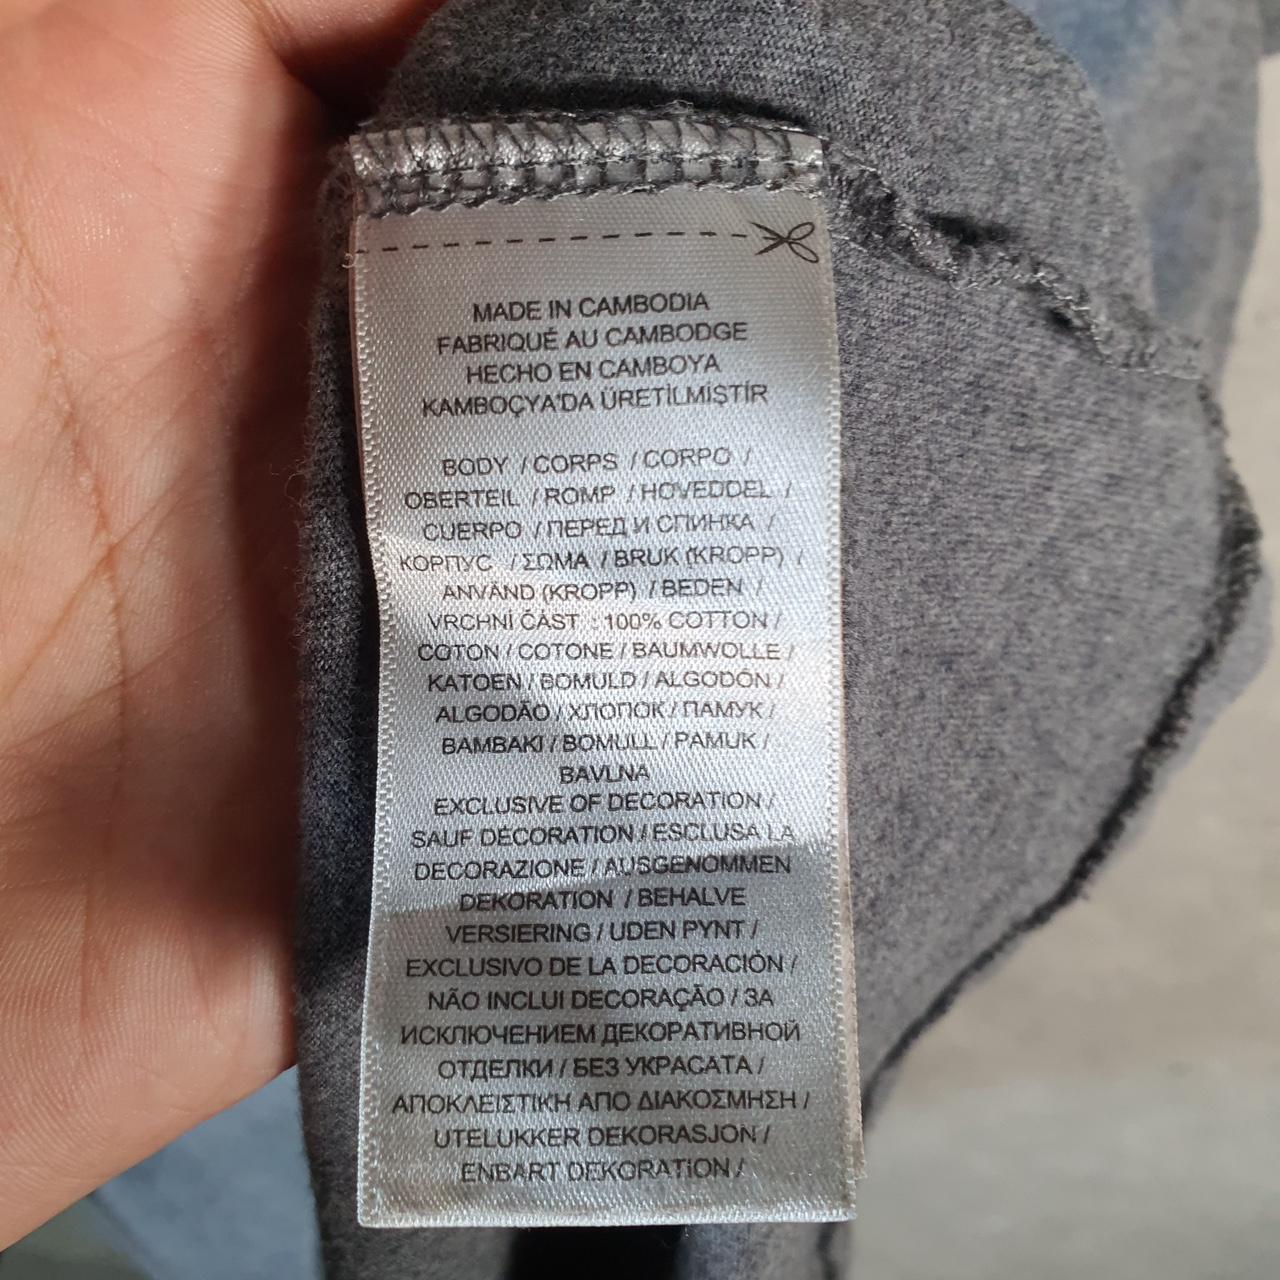 MADE IN CAMBODIA
FABRIQUÉ AU CAMBODGE
HECHO EN CAMBOYA
KAMBOÇYA'DA ÜRETİLMİŞTİR
BODY / CORPS / CORPO /
OBERTEIL / ROMP / HOVEDDEL /
CUERPO / ПЕРЕД И СПИНКА /
КОРПУС / ΣΩΜΑ / BRUK (KROPP) /
ANVÄND (KROPP) / BEDEN /
VRCHNÍ ČÁST : 100% COTTON /
COTON / COTONE / BAUMWOLLE /
KATOEN / BOMULD / ALGODÓN /
ALGODÃO / ХЛОПОК / ПАМУК /
ΒΑΜΒΑΚΙ / BOMULL / PAMUK /
BAVLNA
EXCLUSIVE OF DECORATION /
SAUF DÉCORATION / ESCLUSA LA
DECORAZIONE / AUSGENOMMEN
DEKORATION / BEHALVE
VERSIERING / UDEN PYNT /
EXCLUSIVO DE LA DECORACIÓN /
NÃO INCLUI DECORAÇÃO / ЗА
ИСКЛЮЧЕНИЕМ ДЕКОРАТИВНОЙ
ОТДЕЛКИ / БЕЗ УКРАСАТА /
ΑΠΟΚΛΕΙΣΤΙΚΗ ΑΠΟ ΔΙΑΚΟΣΜΗΣΗ /
UTELUKKER DEKORASJON /
ENBART DEKORATION /